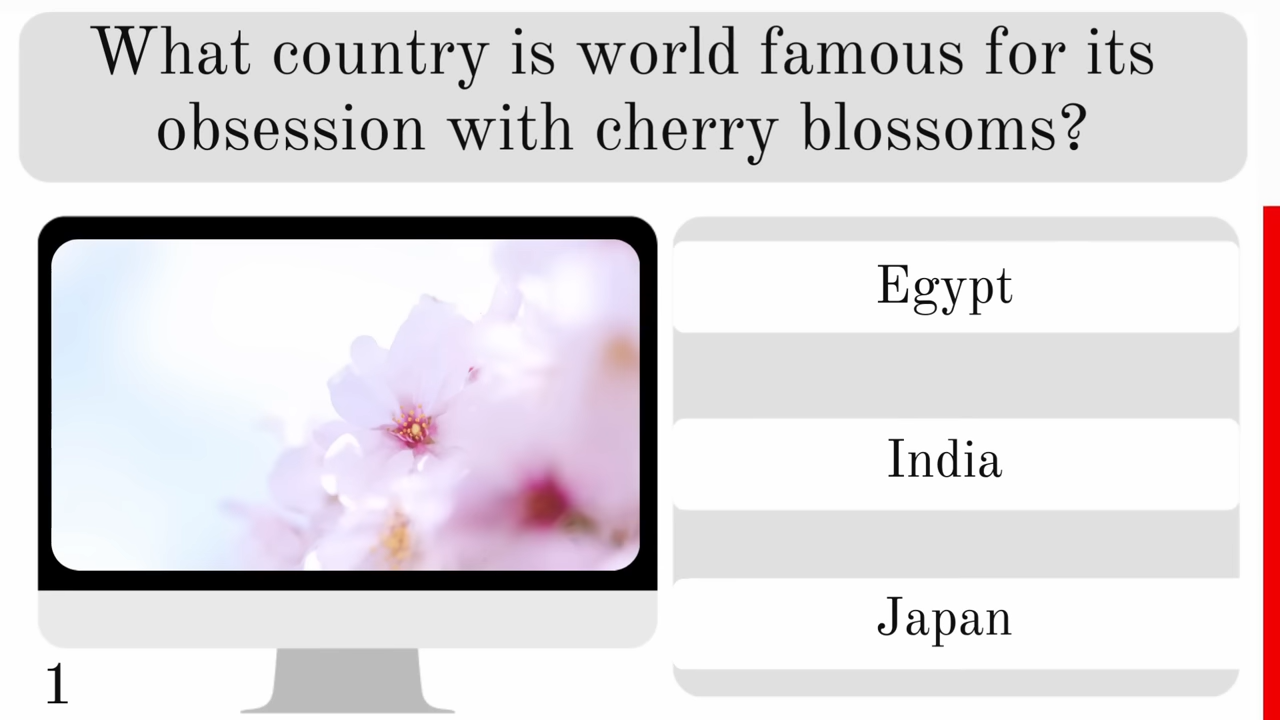 What country is world famous for its
obsession with cherry blossoms?
Egypt
India
Japan
1